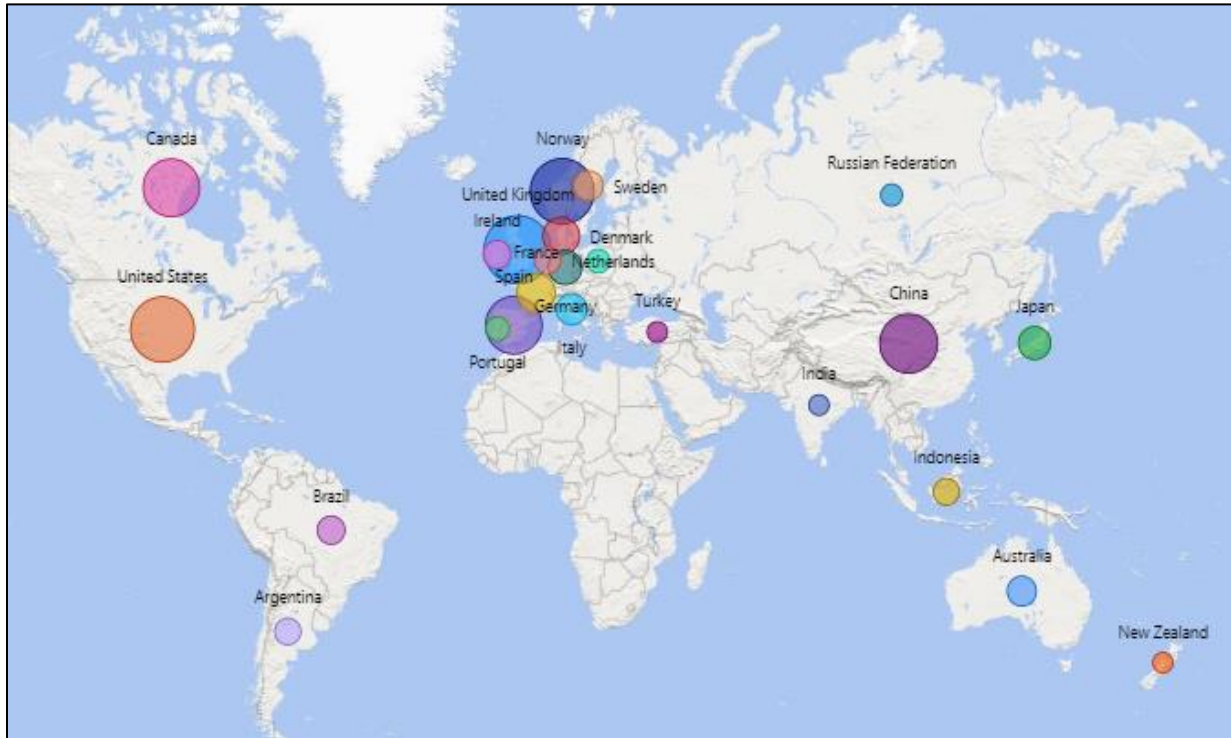 Canada
Norway
Russian Federation
United Kingdom
Sweden
Ireland
Denmark
France
Netherlands
United States
Spain
China
Germany
Turkey
Japan
Portugal
Italy
India
Indonesia
Brazil
Australia
Argentina
New Zealand